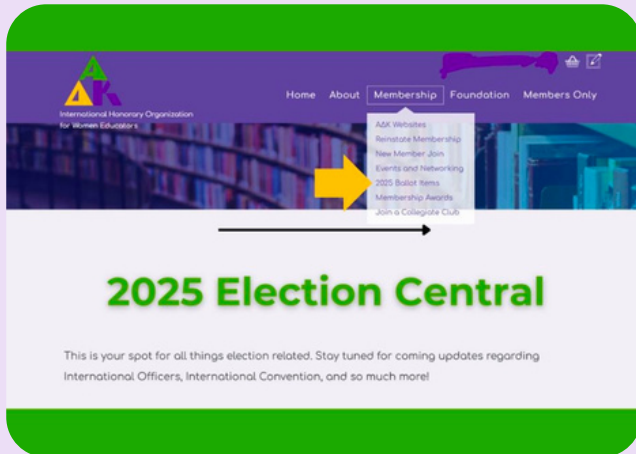 AΔK
International Honorary Organization
for Women Educators
Home About Membership Foundation Members Only
AΔK Websites
Reinstate Membership
New Member Join
Events and Networking
2025 Ballot Items
Membership Awards
Join a Collegiate Club
2025 Election Central
This is your spot for all things election related. Stay tuned for coming updates regarding
International Officers, International Convention, and so much more!